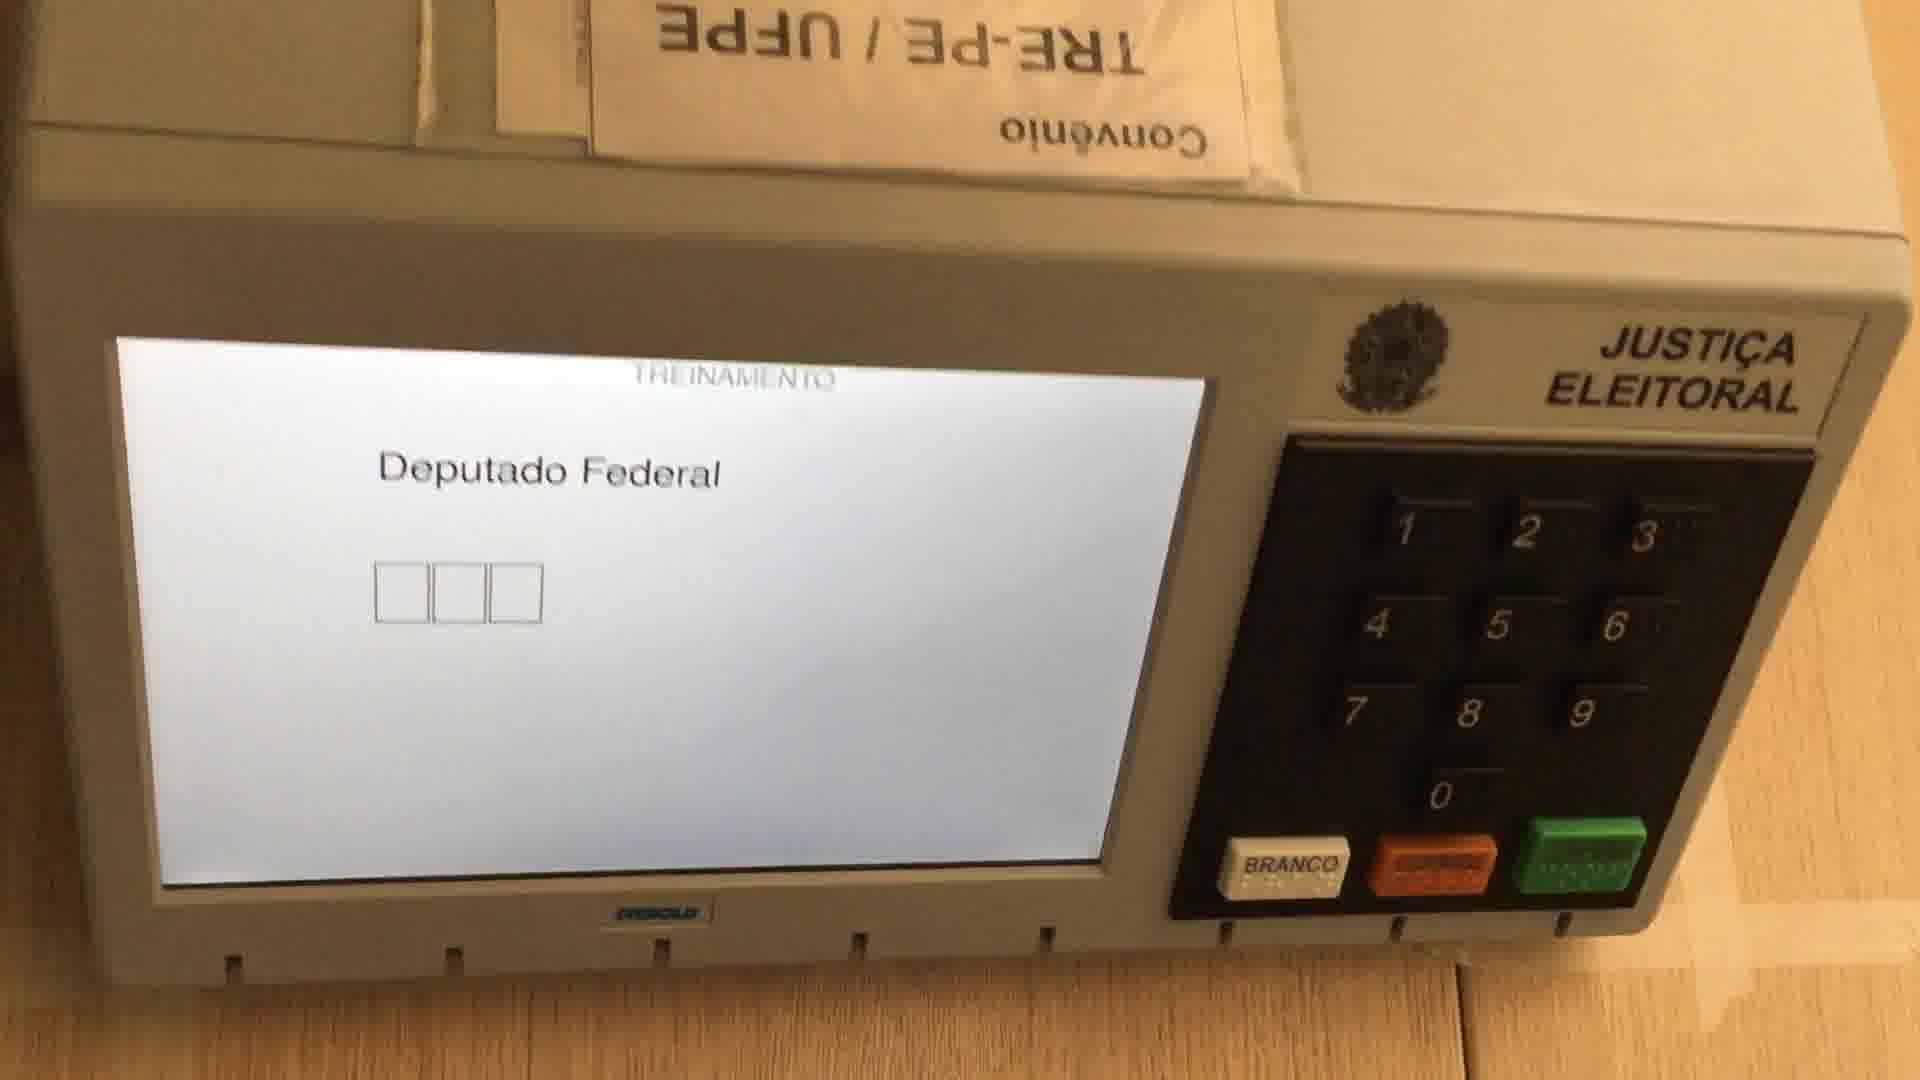 TRE-PE / UFPE
Convênio
JUSTIÇA
ELEITORAL
TREINAMENTO
Deputado Federal
1 2 3
4 5 6
7 8 9
0
BRANCO
DIEBOLD